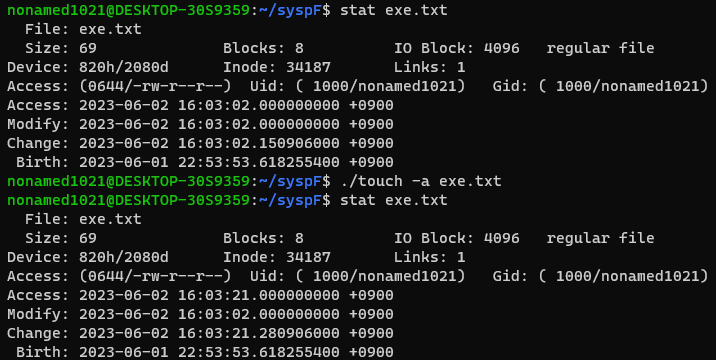 nonamed1021@DESKTOP-30S9359:~/syspF$ stat exe.txt
  File: exe.txt
  Size: 69              Blocks: 8          IO Block: 4096   regular file
Device: 820h/2080d      Inode: 34187       Links: 1
Access: (0644/-rw-r--r--)  Uid: ( 1000/nonamed1021)   Gid: ( 1000/nonamed1021)
Access: 2023-06-02 16:03:02.000000000 +0900
Modify: 2023-06-02 16:03:02.000000000 +0900
Change: 2023-06-02 16:03:02.150906000 +0900
 Birth: 2023-06-01 22:53:53.618255400 +0900
nonamed1021@DESKTOP-30S9359:~/syspF$ ./touch -a exe.txt
nonamed1021@DESKTOP-30S9359:~/syspF$ stat exe.txt
  File: exe.txt
  Size: 69              Blocks: 8          IO Block: 4096   regular file
Device: 820h/2080d      Inode: 34187       Links: 1
Access: (0644/-rw-r--r--)  Uid: ( 1000/nonamed1021)   Gid: ( 1000/nonamed1021)
Access: 2023-06-02 16:03:21.000000000 +0900
Modify: 2023-06-02 16:03:02.000000000 +0900
Change: 2023-06-02 16:03:21.280906000 +0900
 Birth: 2023-06-01 22:53:53.618255400 +0900